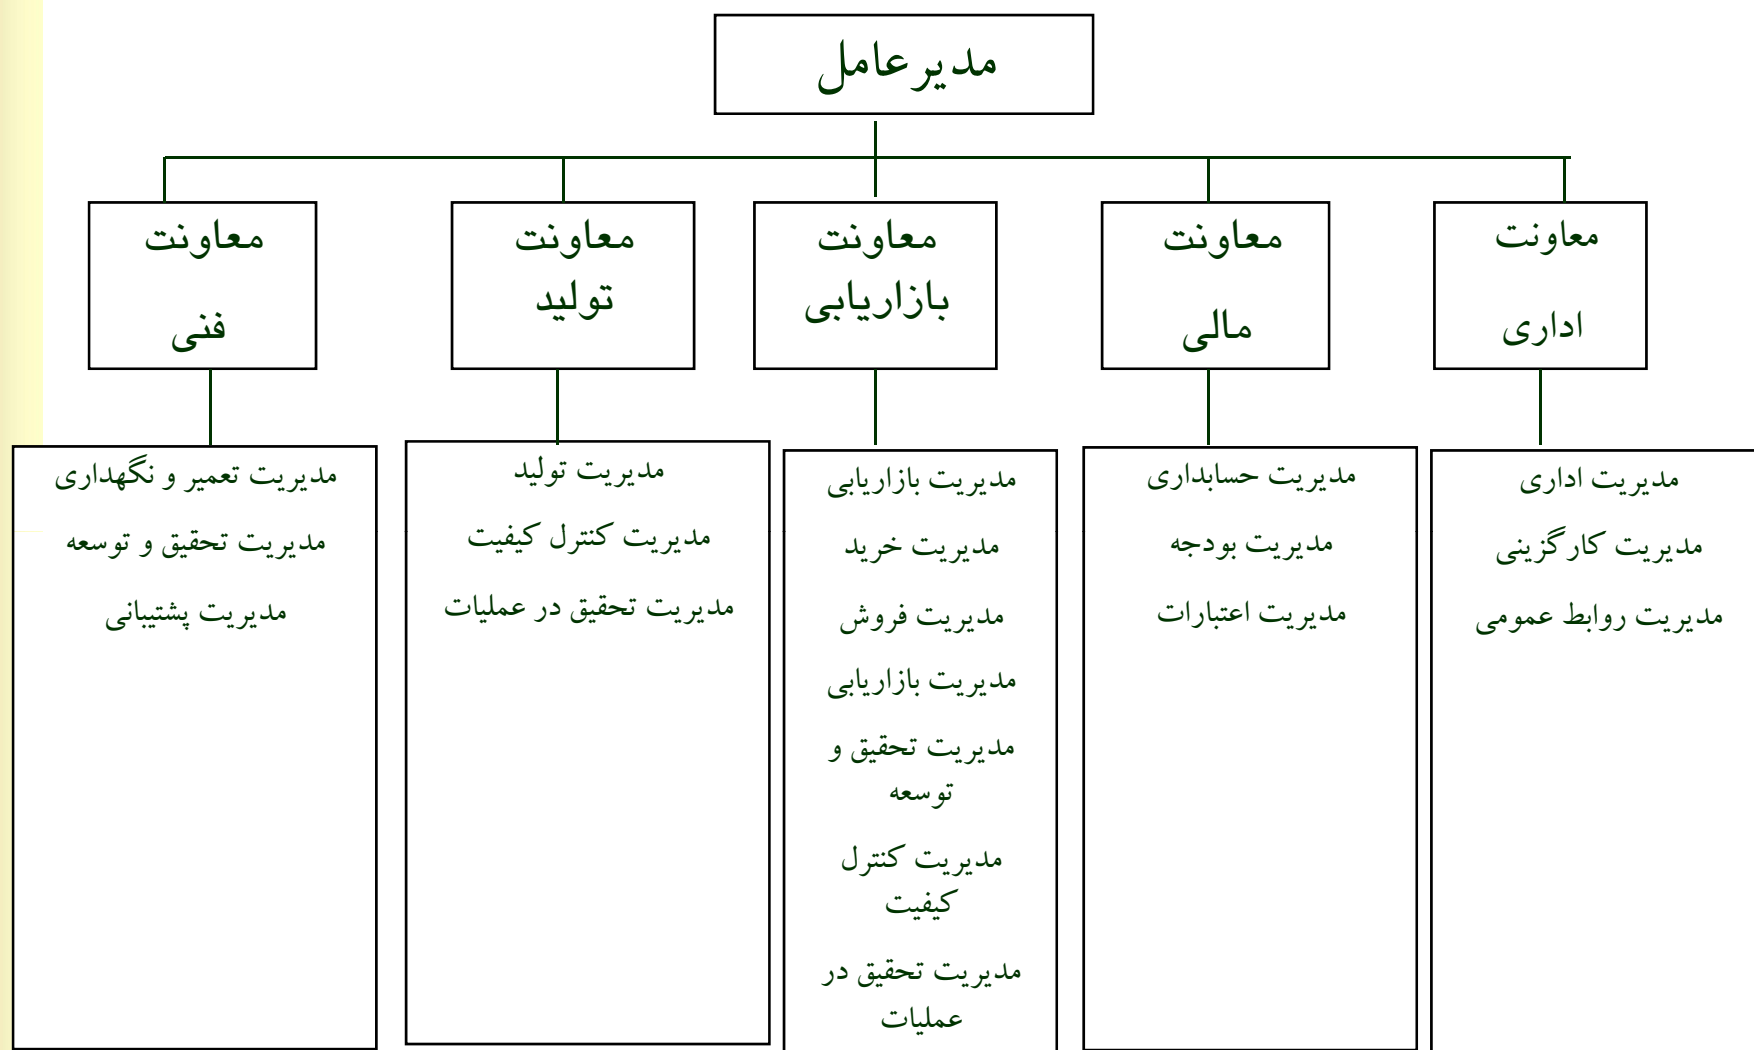 مدیرعامل
معاونت
اداری
معاونت
مالی
معاونت
بازاریابی
معاونت
تولید
معاونت
فنی
مدیریت اداری
مدیریت کارگزینی
مدیریت روابط عمومی
مدیریت حسابداری
مدیریت بودجه
مدیریت اعتبارات
مدیریت بازاریابی
مدیریت خرید
مدیریت فروش
مدیریت بازاریابی
مدیریت تحقیق و
توسعه
مدیریت کنترل
کیفیت
مدیریت تحقیق در
عملیات
مدیریت تولید
مدیریت کنترل کیفیت
مدیریت تحقیق در عملیات
مدیریت تعمیر و نگهداری
مدیریت تحقیق و توسعه
مدیریت پشتیبانی